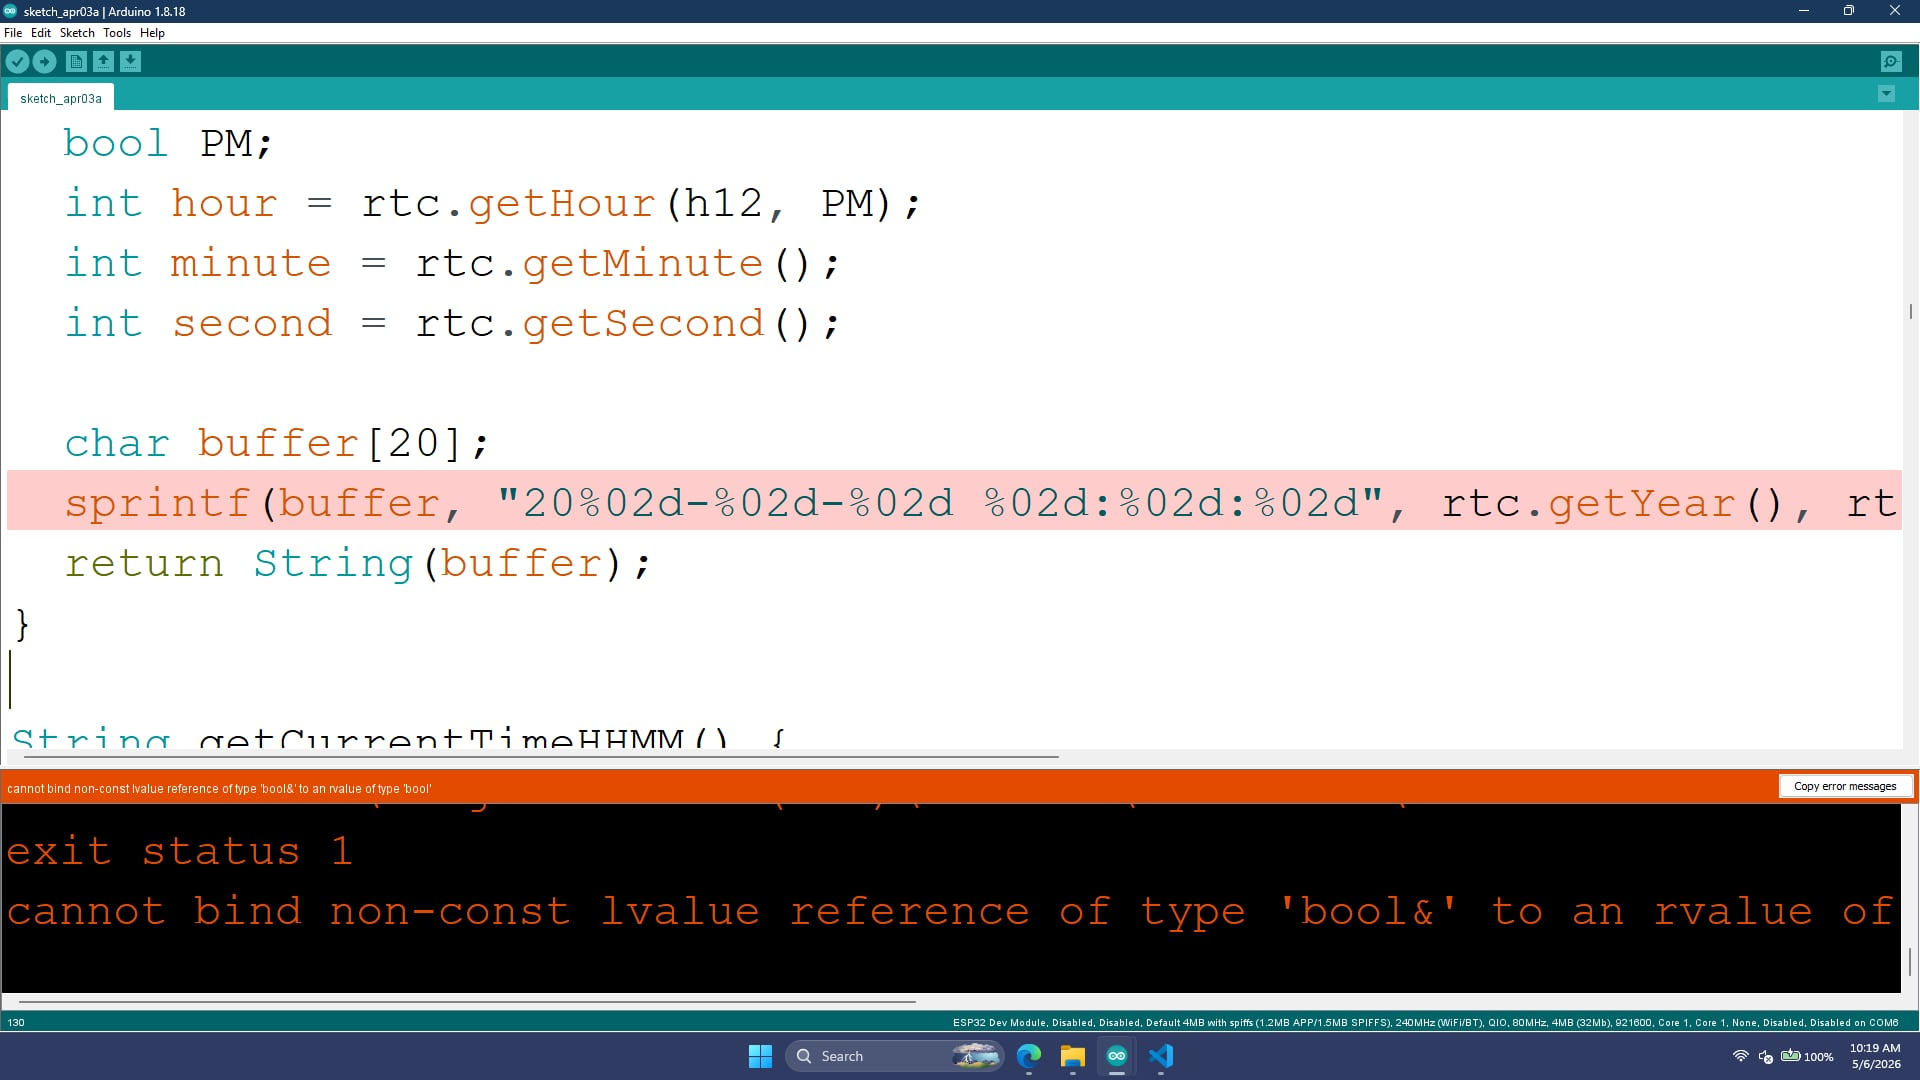 sketch_apr03a | Arduino 1.8.18
File Edit Sketch Tools Help
sketch_apr03a
bool PM;
int hour = rtc.getHour(h12, PM);
int minute = rtc.getMinute();
int second = rtc.getSecond();
char buffer[20];
sprintf(buffer, "20%02d-%02d-%02d %02d:%02d:%02d", rtc.getYear(), rt
return String(buffer);
}
String getCurrentTimeHHMM() {
cannot bind non-const lvalue reference of type 'bool&' to an rvalue of type 'bool'
Copy error messages
exit status 1
cannot bind non-const lvalue reference of type 'bool&' to an rvalue of
130
ESP32 Dev Module, Disabled, Disabled, Default 4MB with spiffs (1.2MB APP/1.5MB SPIFFS), 240MHz (WiFi/BT), QIO, 80MHz, 4MB (32Mb), 921600, Core 1, Core 1, None, Disabled, Disabled on COM6
Search
100%
10:19 AM
5/6/2026